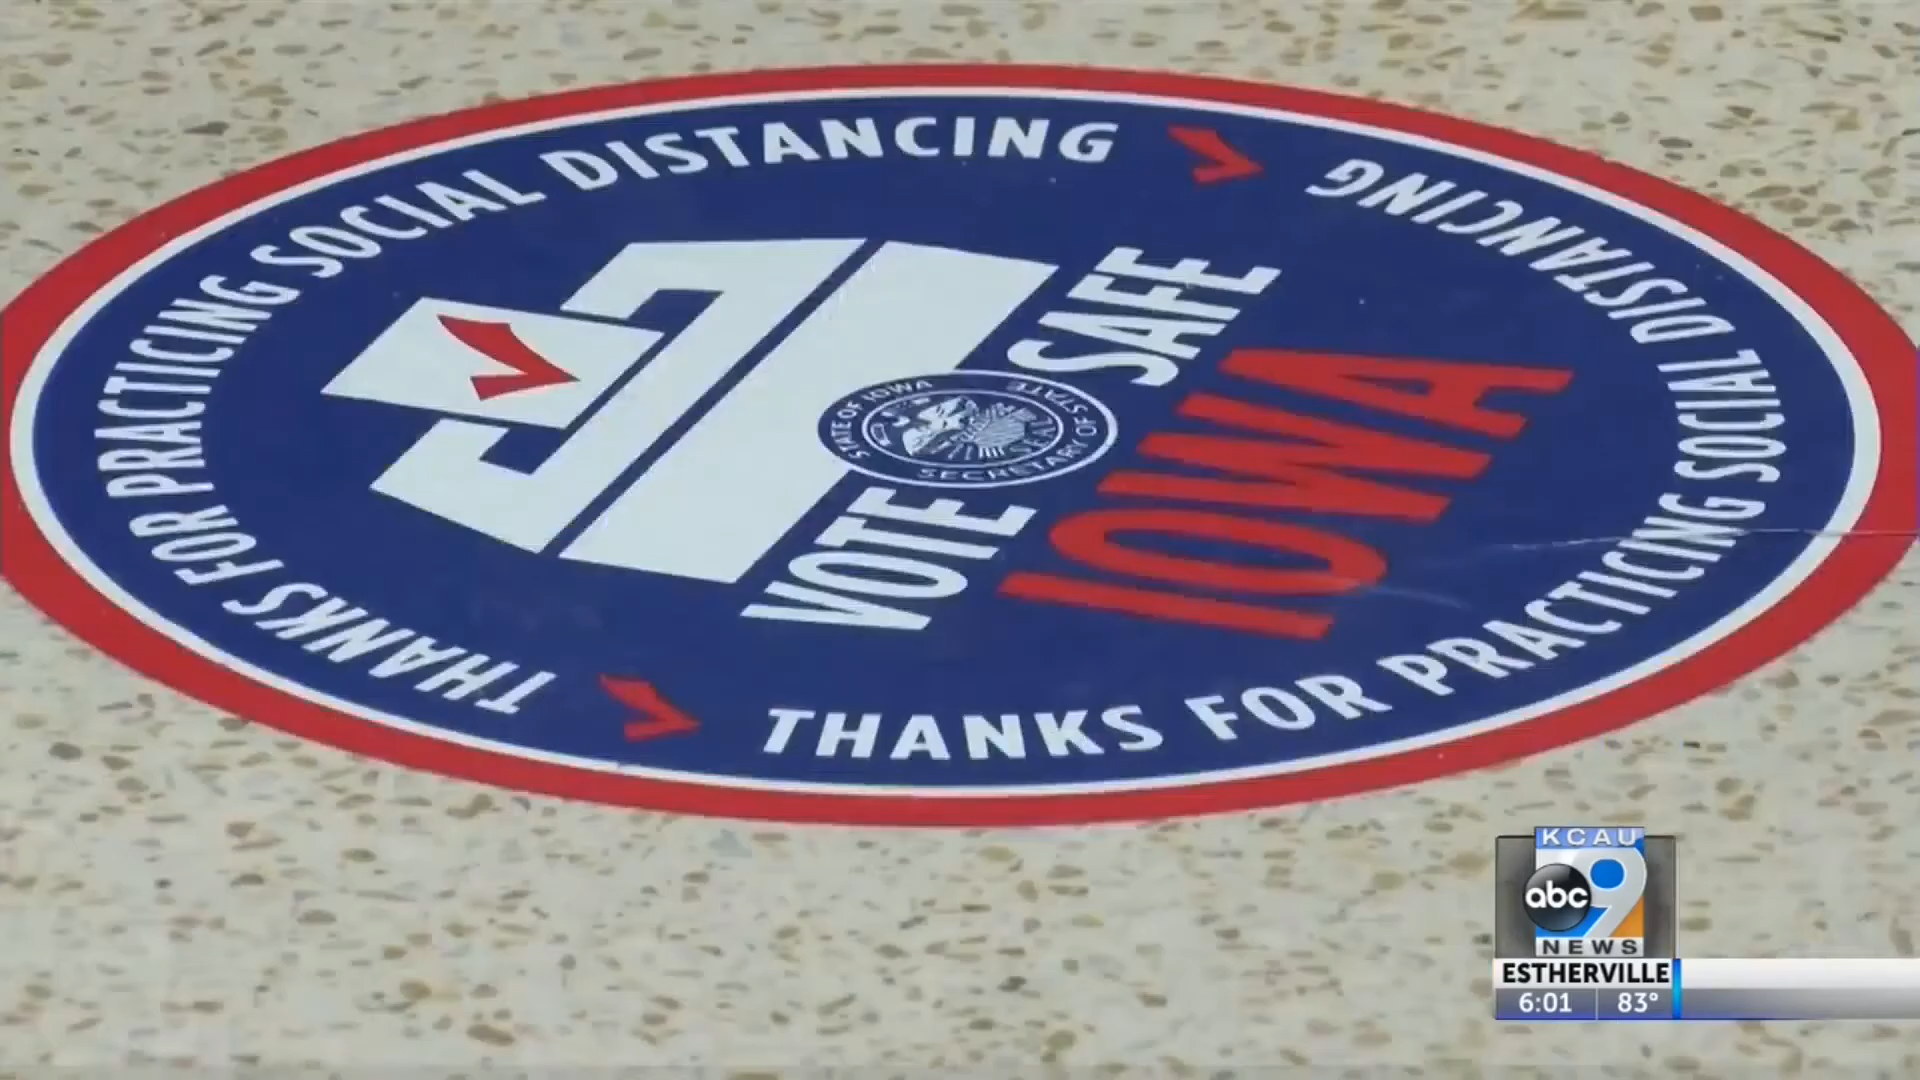 THANKS FOR PRACTICING SOCIAL DISTANCING
THANKS FOR PRACTICING SOCIAL DISTANCING
VOTE SAFE
IOWA
STATE OF IOWA
SECRETARY OF STATE
SEAL
KCAU
abc 9
NEWS
ESTHERVILLE
6:01 83°